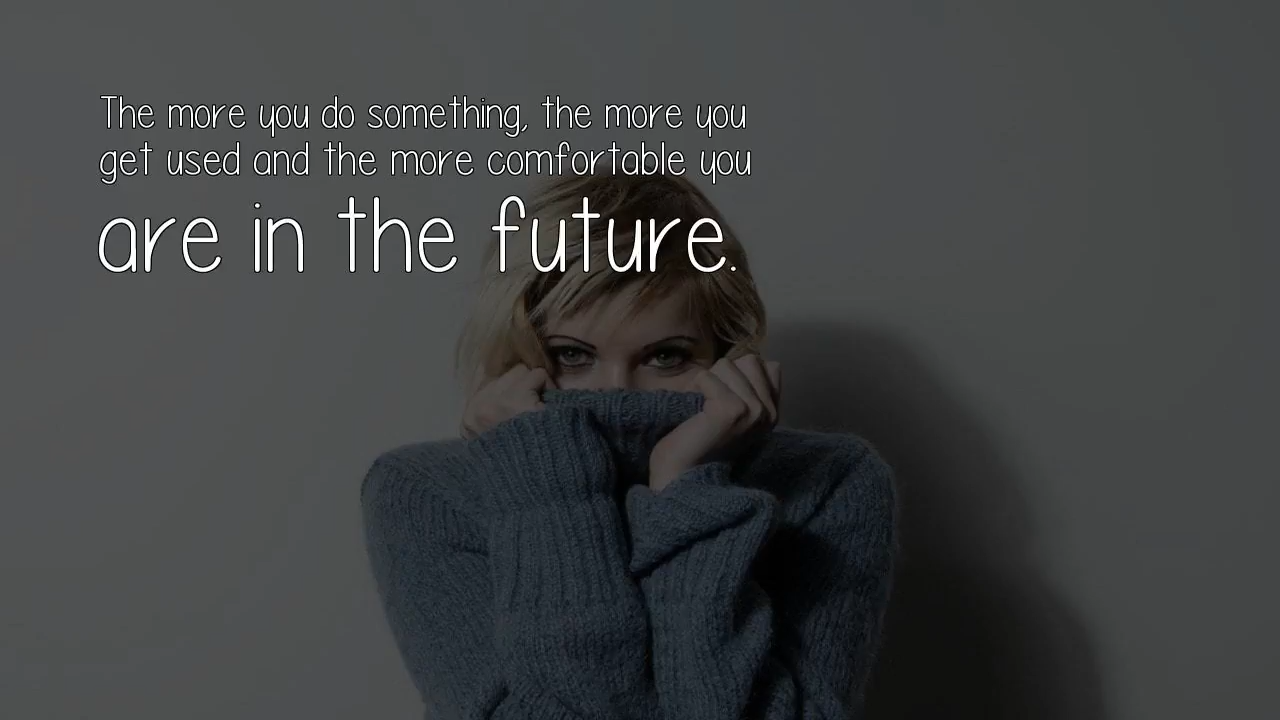 The more you do something, the more you
get used and the more comfortable you
are in the future.